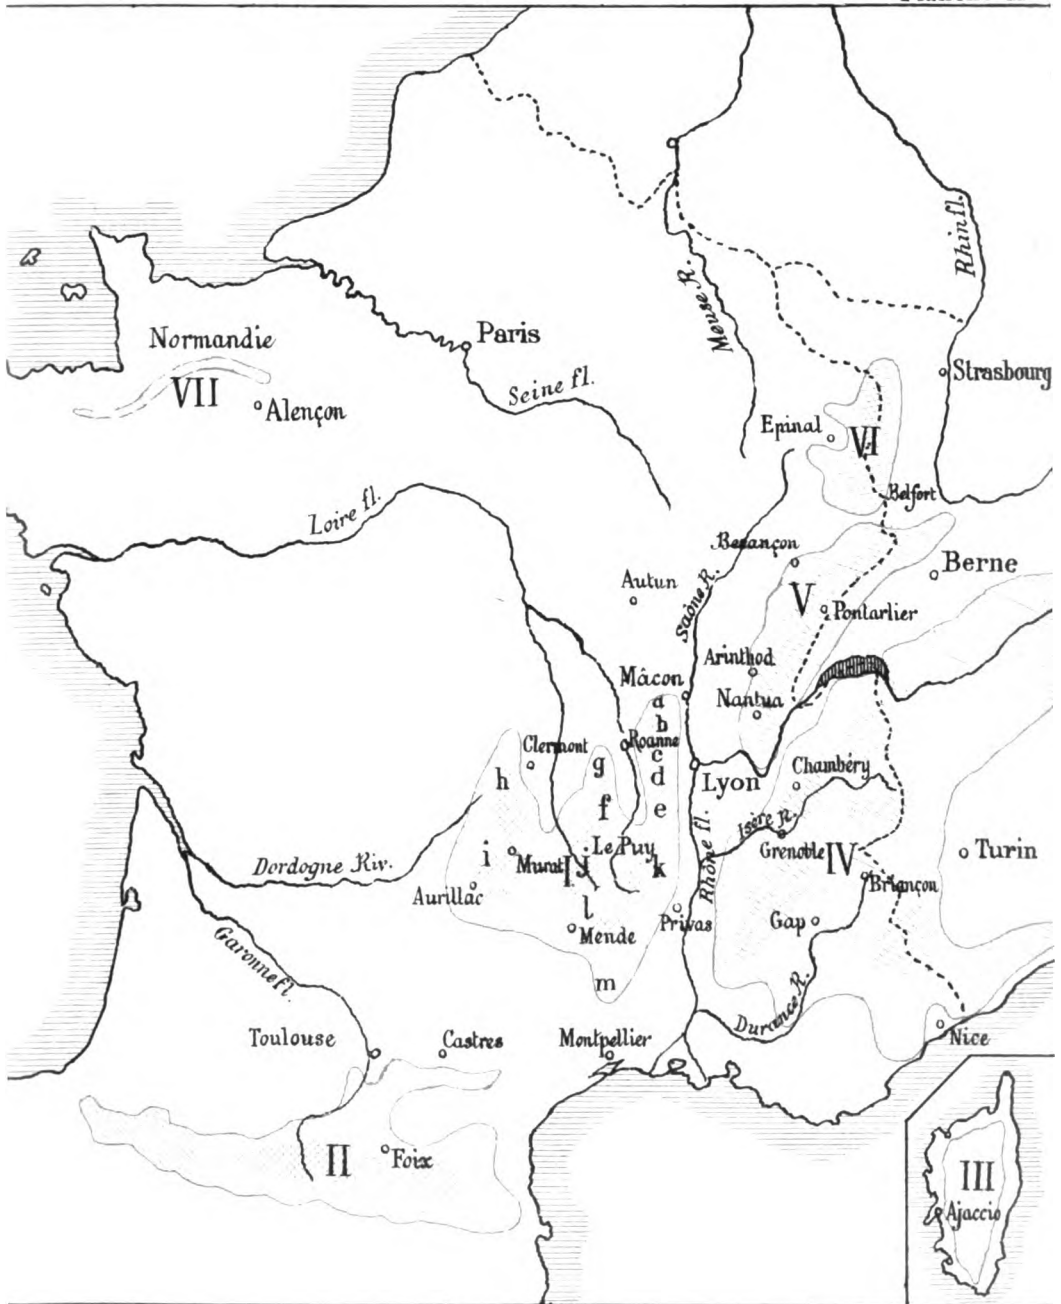 Normandie
VII
Alençon
Paris
Seine fl.
Meuse R.
Rhin fl.
Strasbourg
Epinal
VI
Belfort
Loire fl.
Besançon
Berne
Autun
Saône R.
V
Pontarlier
Arinthod
Mâcon
Nantua
a
b
Roanne
c
d
e
Clermont
g
h
f
Lyon
Chambéry
Isère R.
Grenoble
IV
Turin
Briançon
Rhône fl.
Le Puy
i
Murat
I
j
k
Dordogne Riv.
Aurillac
l
Mende
Privas
Gap
m
Garonne fl.
Durance R.
Toulouse
Castres
Montpellier
Nice
II
Foix
III
Ajaccio